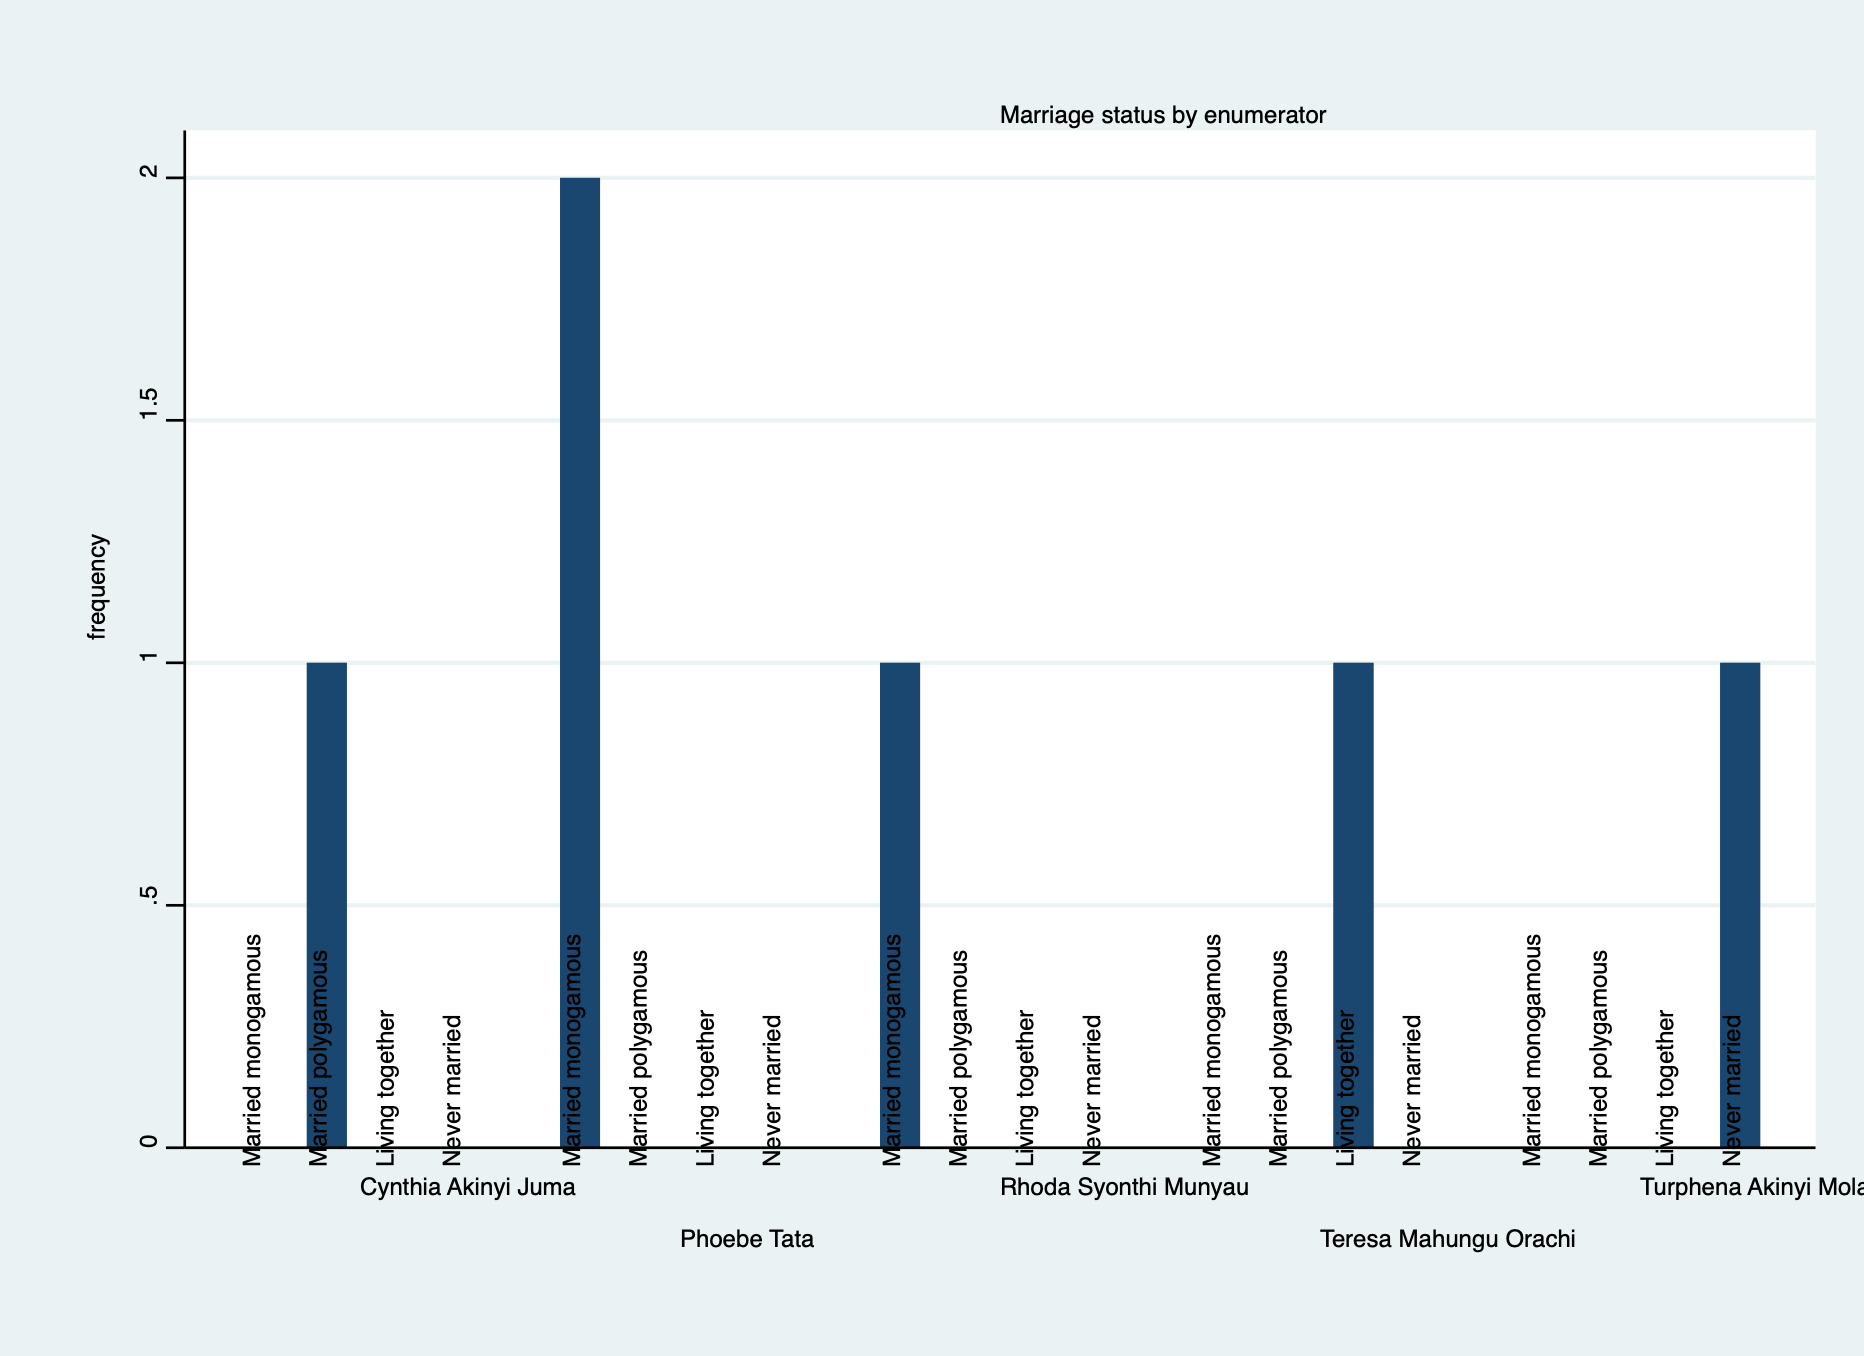 Marriage status by enumerator
2
1.5
1
.5
0
frequency
Married monogamous
Married polygamous
Living together
Never married
Married monogamous
Married polygamous
Living together
Never married
Married monogamous
Married polygamous
Living together
Never married
Married monogamous
Married polygamous
Living together
Never married
Married monogamous
Married polygamous
Living together
Never married
Cynthia Akinyi Juma
Rhoda Syonthi Munyau
Turphena Akinyi Mola
Phoebe Tata
Teresa Mahungu Orachi